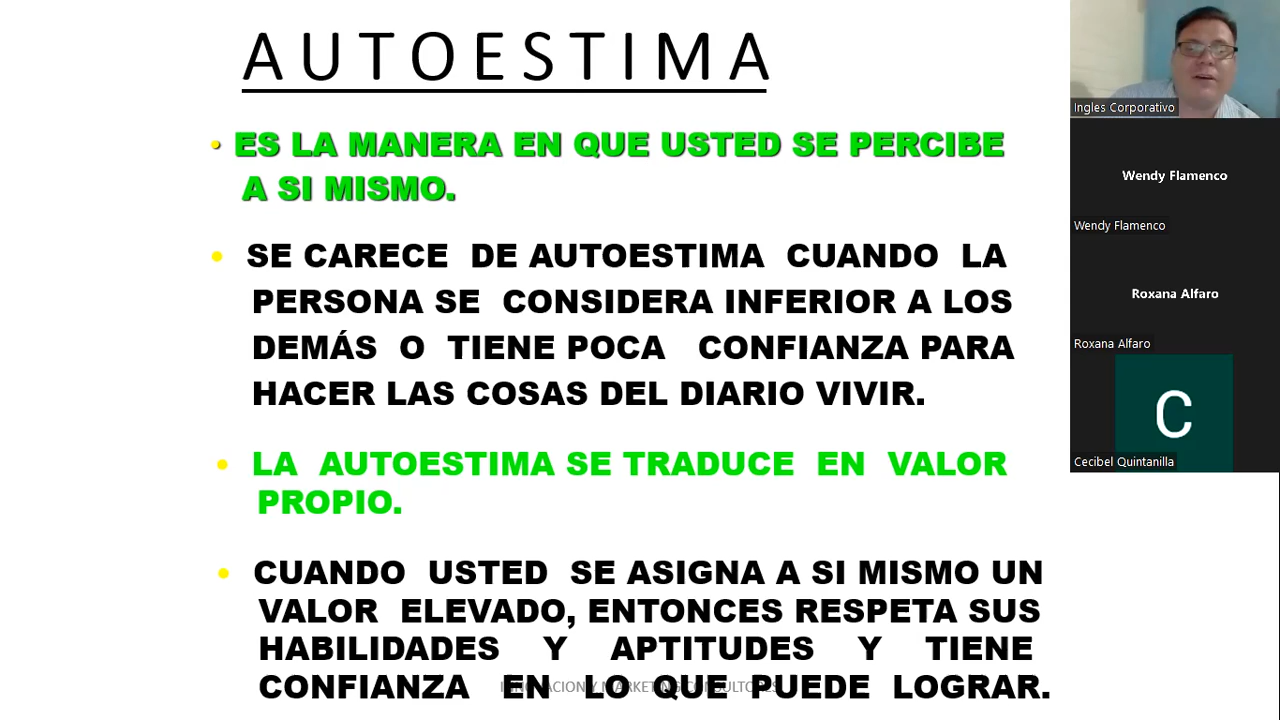 AUTOESTIMA
• ES LA MANERA EN QUE USTED SE PERCIBE
A SI MISMO.
• SE CARECE DE AUTOESTIMA CUANDO LA
PERSONA SE CONSIDERA INFERIOR A LOS
DEMÁS O TIENE POCA CONFIANZA PARA
HACER LAS COSAS DEL DIARIO VIVIR.
• LA AUTOESTIMA SE TRADUCE EN VALOR
PROPIO.
• CUANDO USTED SE ASIGNA A SI MISMO UN
VALOR ELEVADO, ENTONCES RESPETA SUS
HABILIDADES Y APTITUDES Y TIENE
CONFIANZA EN LO QUE PUEDE LOGRAR.
INNOVACION Y MARKETING CONSULTORES
Ingles Corporativo
Wendy Flamenco
Wendy Flamenco
Roxana Alfaro
Roxana Alfaro
C
Cecibel Quintanilla